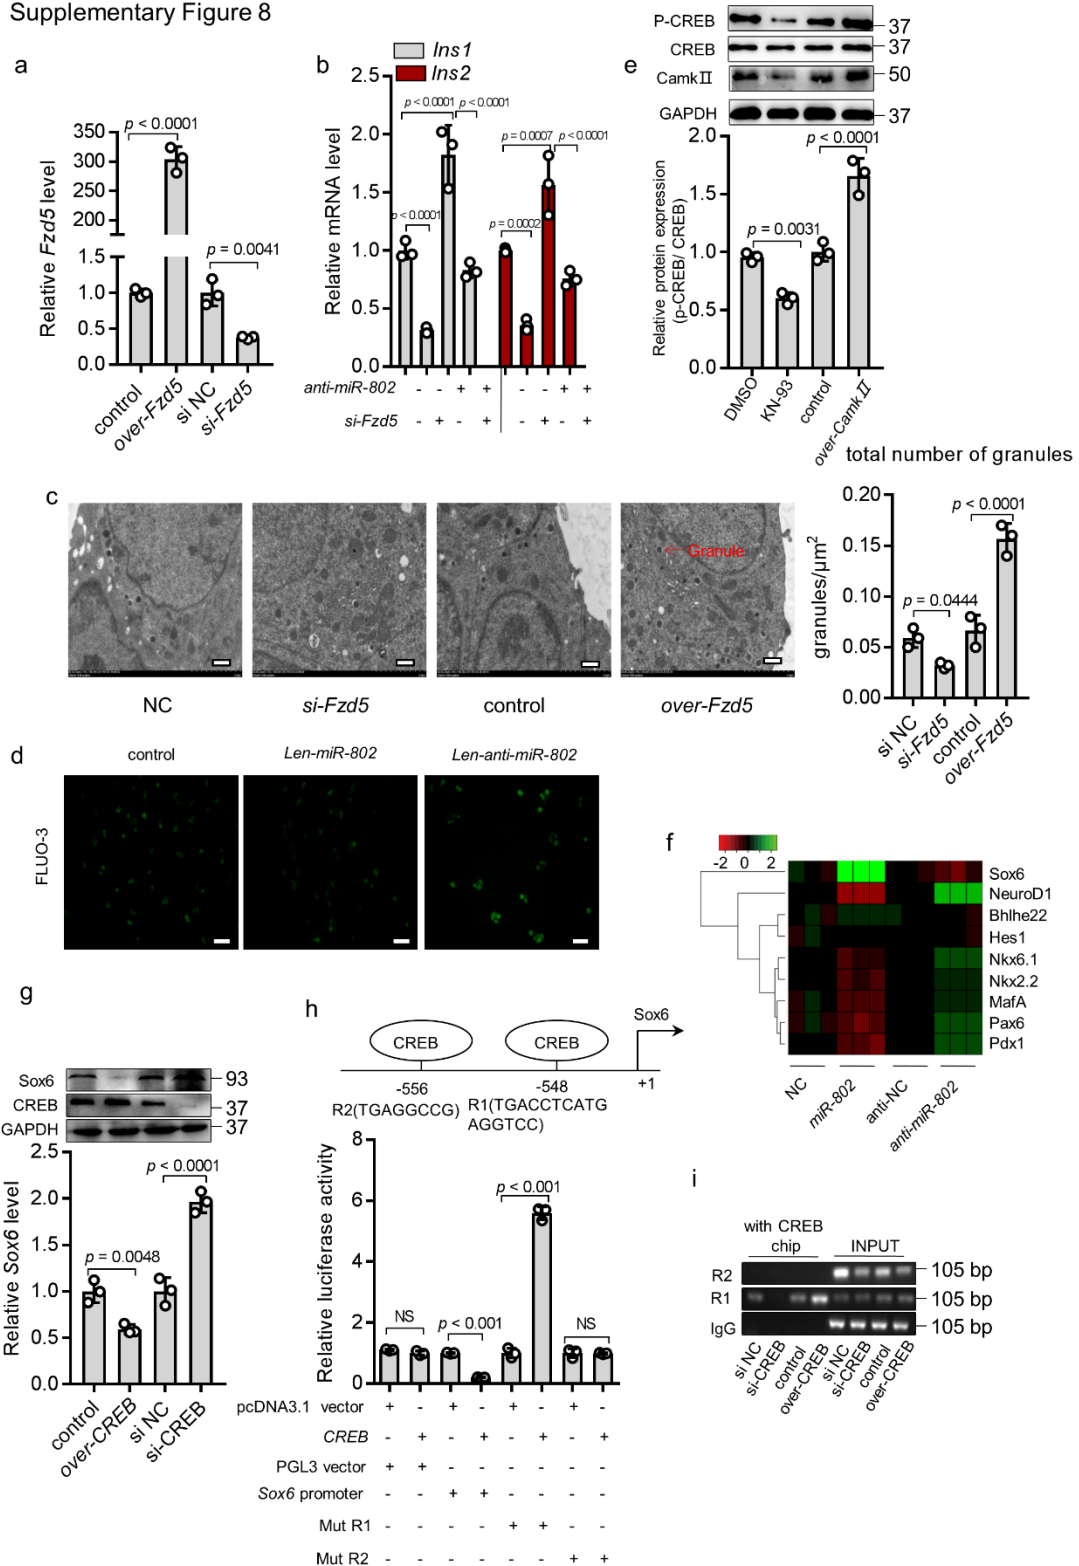 Supplementary Figure 8
a
p < 0.0001
p = 0.0041
Relative Fzd5 level
350
300
250
200
1.5
1.0
0.5
0.0
control
over-Fzd5
si NC
si-Fzd5
b
Ins1
Ins2
p < 0.0001
p < 0.0001
p < 0.0001
p = 0.0007
p < 0.0001
p = 0.0002
Relative mRNA level
2.5
2.0
1.5
1.0
0.5
0.0
anti-miR-802 - - + + - + +
si-Fzd5 - + - + - + - +
e
P-CREB 37
CREB 37
CamkⅡ 50
GAPDH 37
p < 0.0001
p = 0.0031
Relative protein expression
(p-CREB/ CREB)
2.0
1.5
1.0
0.5
0.0
DMSO
KN-93
control
over-CamkⅡ
c
Granule
NC
si-Fzd5
control
over-Fzd5
total number of granules
p < 0.0001
p = 0.0444
granules/μm²
0.20
0.15
0.10
0.05
0.00
si NC
si-Fzd5
control
over-Fzd5
d
control
Len-miR-802
Len-anti-miR-802
FLUO-3
f
-2 0 2
Sox6
NeuroD1
Bhlhe22
Hes1
Nkx6.1
Nkx2.2
MafA
Pax6
Pdx1
NC
miR-802
anti-NC
anti-miR-802
g
Sox6 93
CREB 37
GAPDH 37
p < 0.0001
p = 0.0048
Relative Sox6 level
2.5
2.0
1.5
1.0
0.5
0.0
control
over-CREB
si NC
si-CREB
h
Sox6
CREB
CREB
-556
-548
+1
R2(TGAGGCCG)
R1(TGACCTCATG
AGGTCC)
Relative luciferase activity
8
6
4
2
0
NS
p < 0.001
p < 0.001
NS
pcDNA3.1 vector + - + - + - + -
CREB - + - + - + - +
PGL3 vector + + - - - - - -
Sox6 promoter - - + + - - - -
Mut R1 - - - - + + - -
Mut R2 - - - - - - + +
i
with CREB
chip
INPUT
R2 105 bp
R1 105 bp
IgG 105 bp
si NC
si-CREB
control
over-CREB
si NC
si-CREB
control
over-CREB